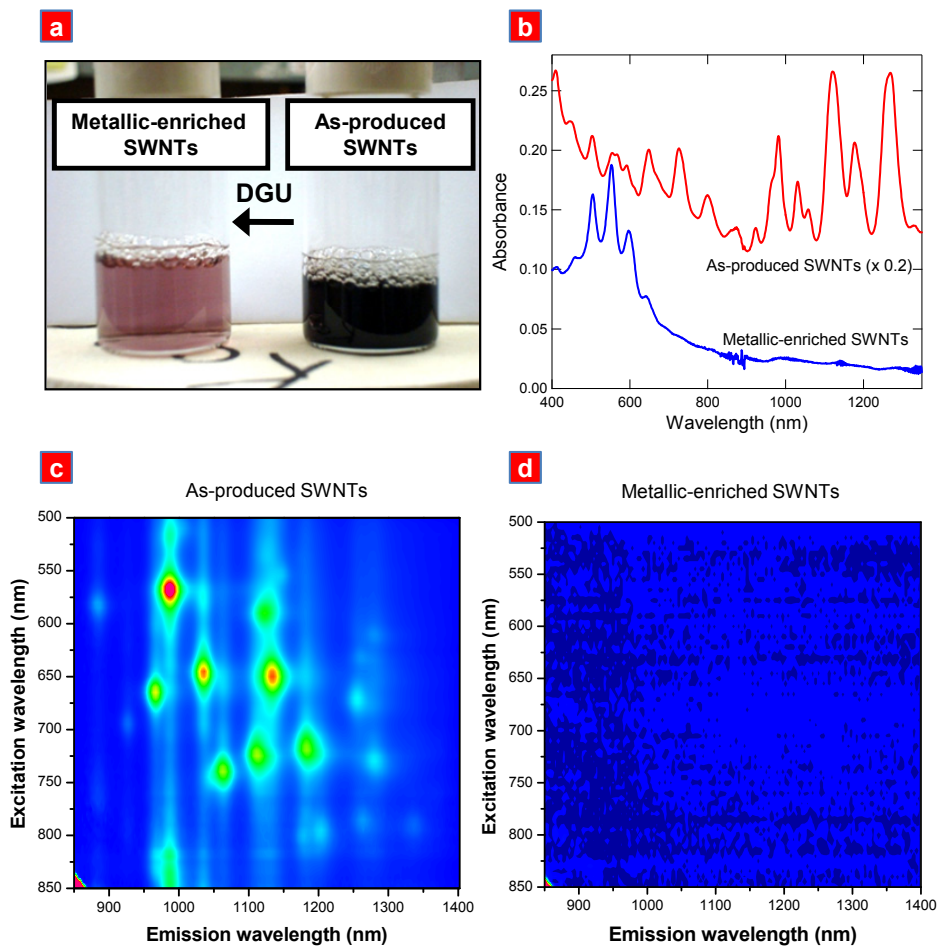 a
Metallic-enriched
SWNTs
As-produced
SWNTs
DGU
b
0.25
0.20
0.15
0.10
0.05
0.00
Absorbance
As-produced SWNTs (x 0.2)
Metallic-enriched SWNTs
400 600 800 1000 1200
Wavelength (nm)
c
As-produced SWNTs
500
550
600
650
700
750
800
850
Excitation wavelength (nm)
900 1000 1100 1200 1300 1400
Emission wavelength (nm)
d
Metallic-enriched SWNTs
500
550
600
650
700
750
800
850
Excitation wavelength (nm)
900 1000 1100 1200 1300 1400
Emission wavelength (nm)